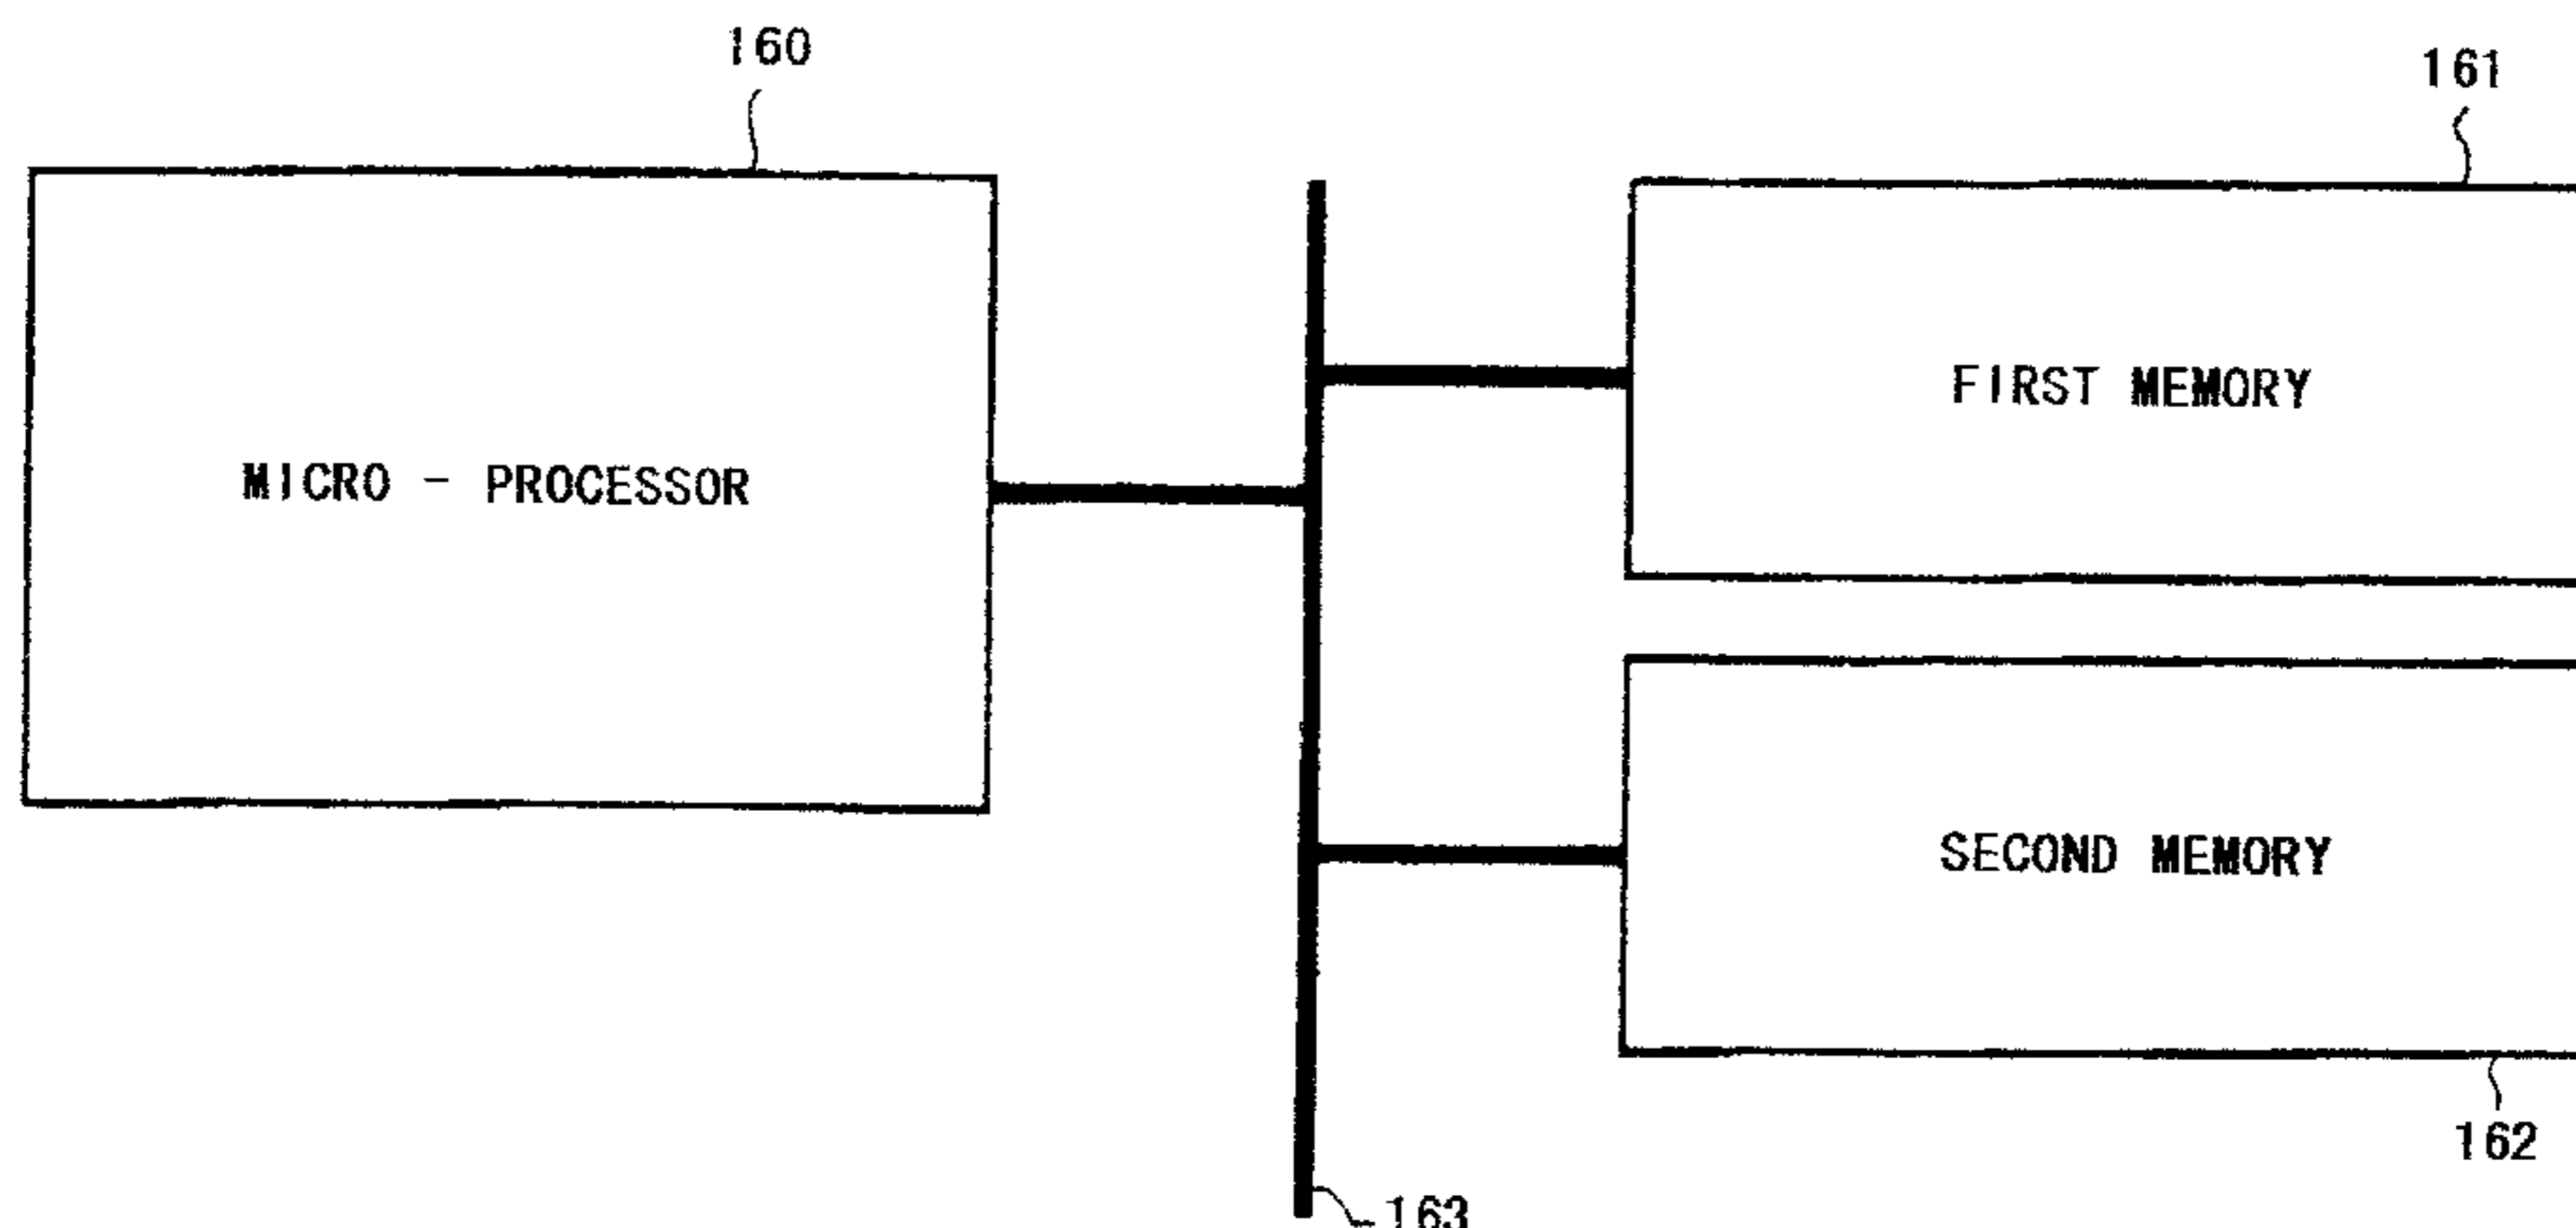 160
161
FIRST MEMORY
MICRO - PROCESSOR
SECOND MEMORY
162
163